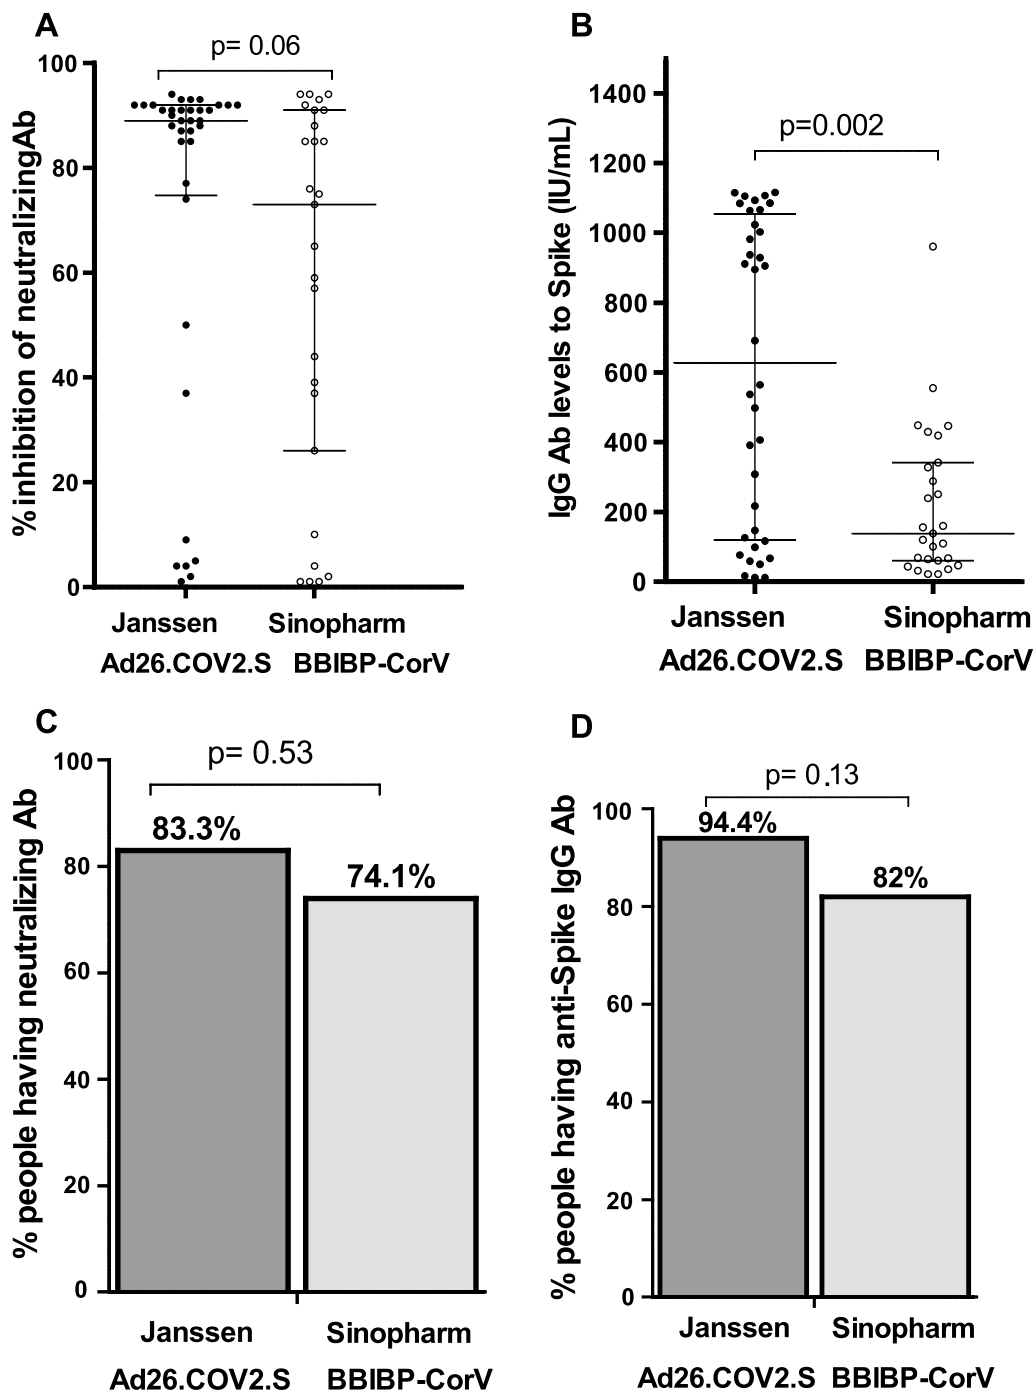 A
p= 0.06
100
80
60
40
20
0
% inhibition of neutralizingAb
Janssen
Sinopharm
Ad26.COV2.S
BBIBP-CorV
B
p=0.002
1400
1200
1000
800
600
400
200
0
IgG Ab levels to Spike (IU/mL)
Janssen
Sinopharm
Ad26.COV2.S
BBIBP-CorV
C
p= 0.53
100
80
60
40
20
0
% people having neutralizing Ab
83.3%
74.1%
Janssen
Sinopharm
Ad26.COV2.S
BBIBP-CorV
D
p= 0.13
100
80
60
40
20
0
% people having anti-Spike IgG Ab
94.4%
82%
Janssen
Sinopharm
Ad26.COV2.S
BBIBP-CorV